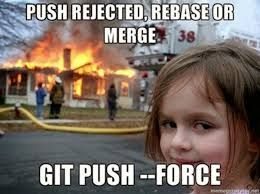 PUSH REJECTED, REBASE OR
MERGE
38
GIT PUSH --FORCE